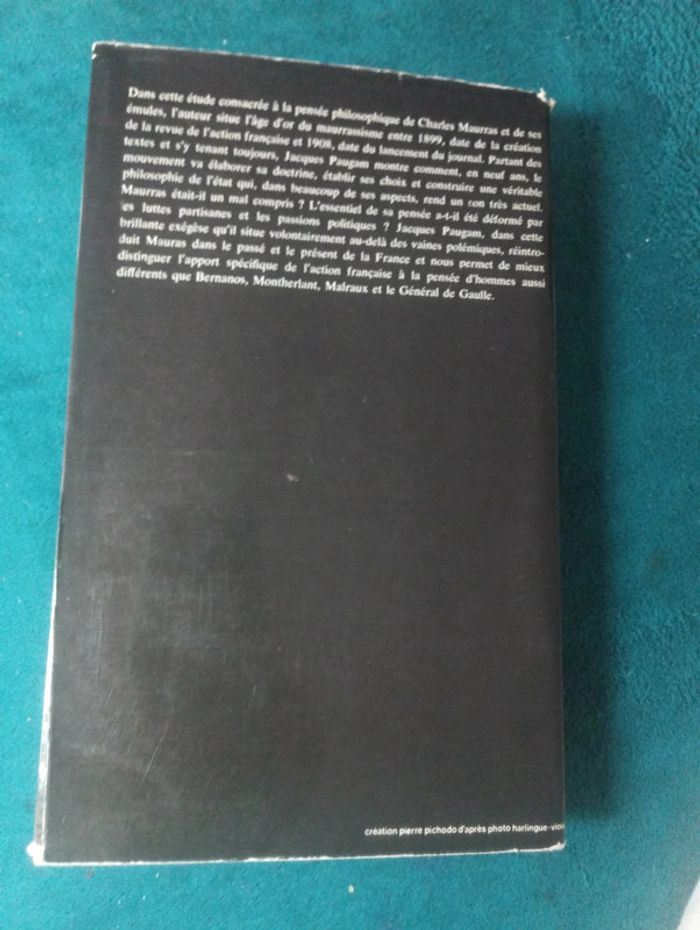 Dans cette étude consacrée à la pensée philosophique de Charles Maurras et de ses
émules, l'auteur situe l'âge d'or du maurrassisme entre 1899, date de la création
de la revue de l'action française et 1908, date du lancement du journal. Partant des
textes et s'y tenant toujours, Jacques Paugam montre comment, en neuf ans, le
mouvement va élaborer sa doctrine, établir ses choix et construire une véritable
philosophie de l'état qui, dans beaucoup de ses aspects, rend un son très actuel.
Maurras était-il un mal compris ? L'essentiel de sa pensée a-t-il été déformé par
les luttes partisanes et les passions politiques ? Jacques Paugam, dans cette
brillante exégèse qu'il situe volontairement au-delà des vaines polémiques, réintro-
duit Mauras dans le passé et le présent de la France et nous permet de mieux
distinguer l'apport spécifique de l'action française à la pensée d'hommes aussi
différents que Bernanos, Montherlant, Malraux et le Général de Gaulle.
création pierre pichodo d'après photo harlingue-viol